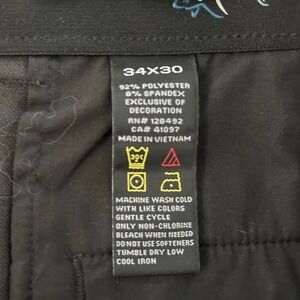 34X30
92% POLYESTER
8% SPANDEX
EXCLUSIVE OF
DECORATION
RN# 128492
CA# 41097
MADE IN VIETNAM
MACHINE WASH COLD
WITH LIKE COLORS
GENTLE CYCLE
ONLY NON-CHLORINE
BLEACH WHEN NEEDED
DO NOT USE SOFTENERS
TUMBLE DRY LOW
COOL IRON